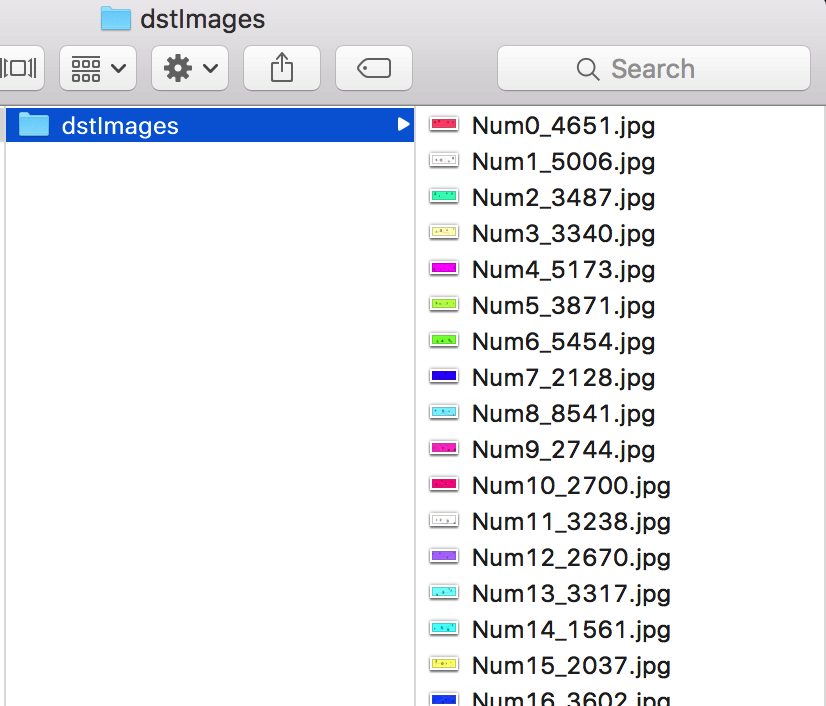 dstImages
Search
dstImages
Num0_4651.jpg
Num1_5006.jpg
Num2_3487.jpg
Num3_3340.jpg
Num4_5173.jpg
Num5_3871.jpg
Num6_5454.jpg
Num7_2128.jpg
Num8_8541.jpg
Num9_2744.jpg
Num10_2700.jpg
Num11_3238.jpg
Num12_2670.jpg
Num13_3317.jpg
Num14_1561.jpg
Num15_2037.jpg
Num16_3602.jpg